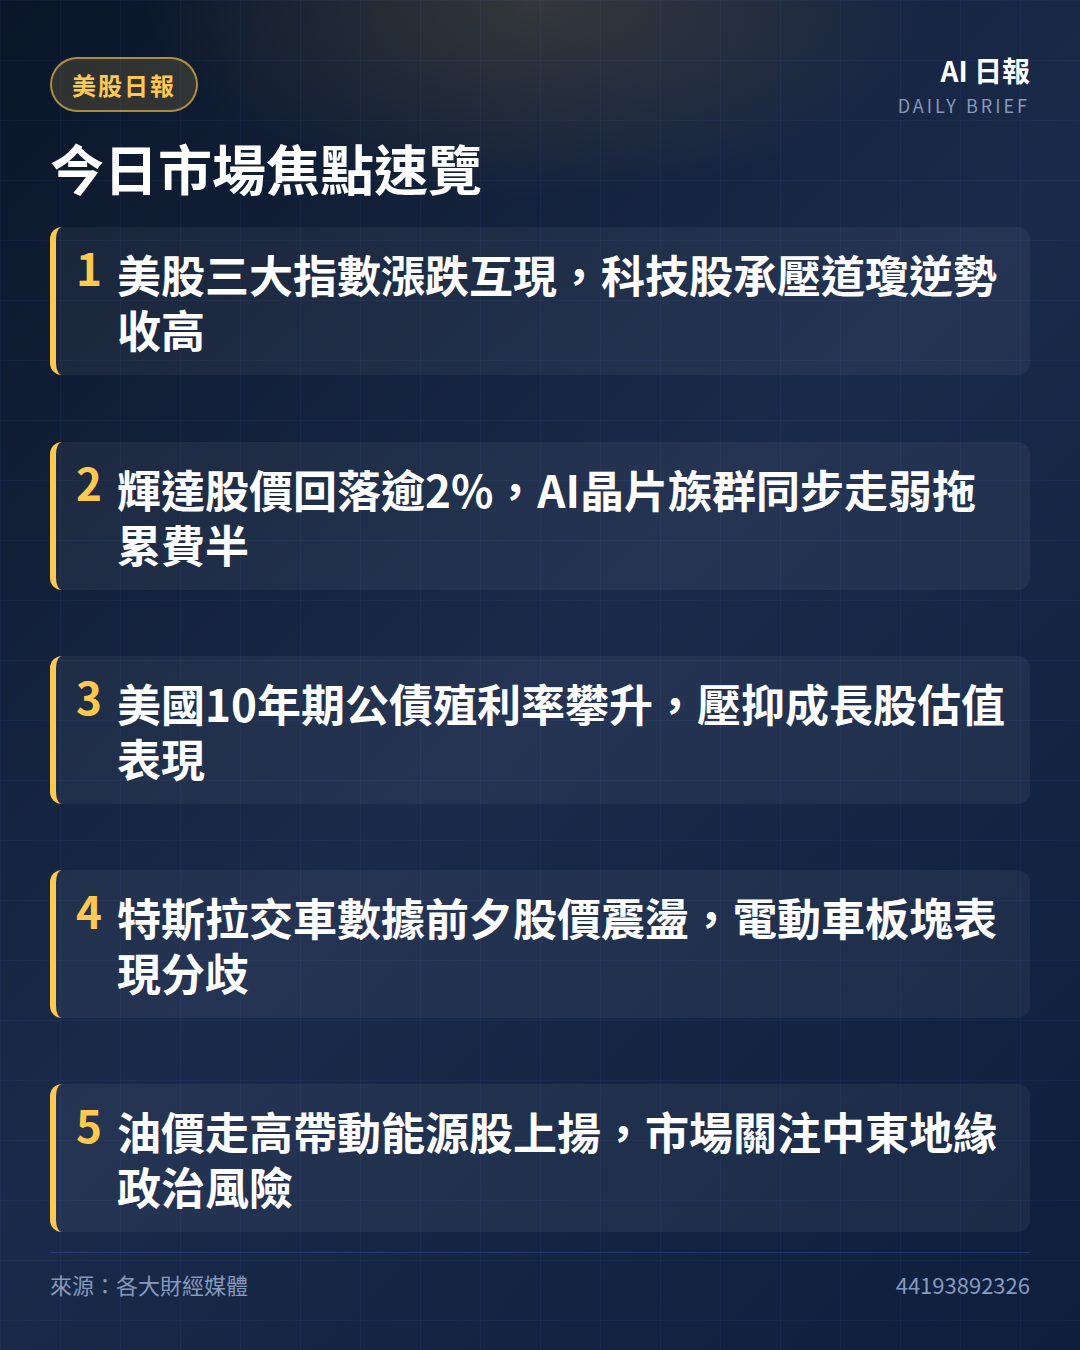 美股日報
AI 日報
DAILY BRIEF
今日市場焦點速覽
1 美股三大指數漲跌互現，科技股承壓道瓊逆勢
收高
2 輝達股價回落逾2%，AI晶片族群同步走弱拖
累費半
3 美國10年期公債殖利率攀升，壓抑成長股估值
表現
4 特斯拉交車數據前夕股價震盪，電動車板塊表
現分歧
5 油價走高帶動能源股上揚，市場關注中東地緣
政治風險
來源：各大財經媒體
44193892326